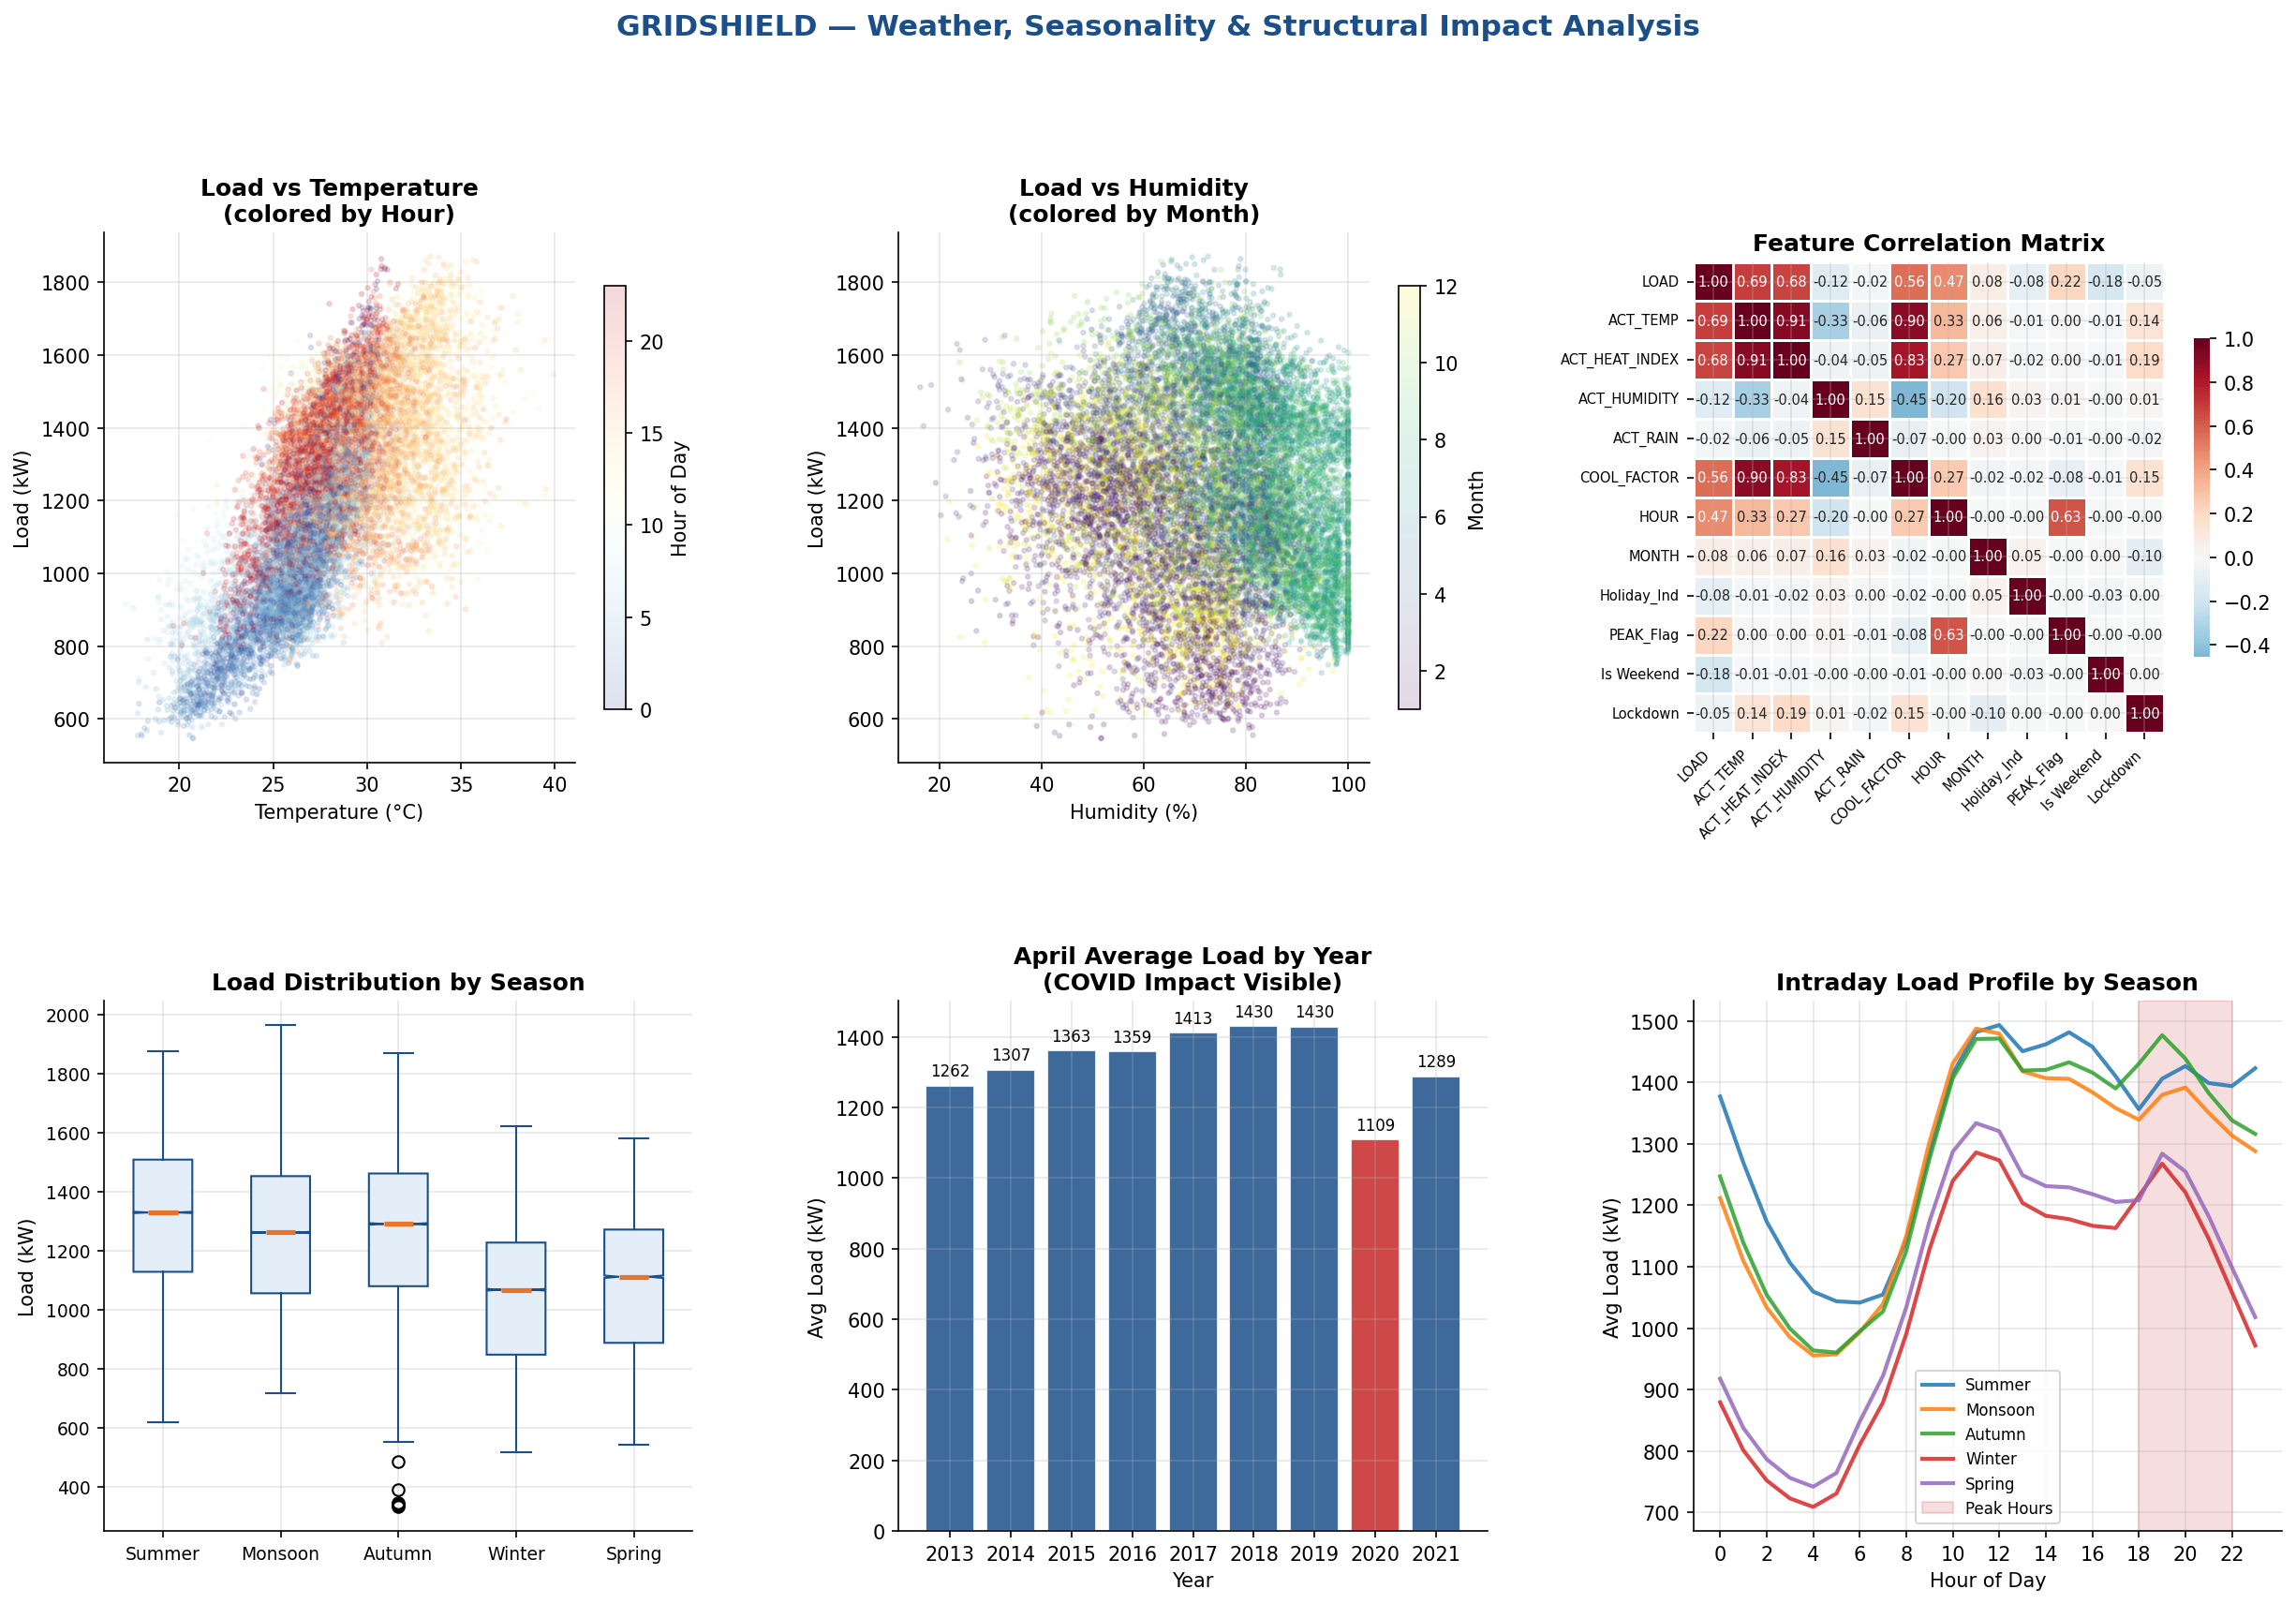 GRIDSHIELD — Weather, Seasonality & Structural Impact Analysis
Load vs Temperature
(colored by Hour)
Load (kW)
1800
1600
1400
1200
1000
800
600
20 25 30 35 40
Temperature (°C)
20
15
10
5
0
Hour of Day
Load vs Humidity
(colored by Month)
Load (kW)
1800
1600
1400
1200
1000
800
600
20 40 60 80 100
Humidity (%)
12
10
8
6
4
2
Month
Feature Correlation Matrix
LOAD 1.00 0.69 0.68 -0.12 -0.02 0.56 0.47 0.08 -0.08 0.22 -0.18 -0.05
ACT_TEMP 0.69 1.00 0.91 -0.33 -0.06 0.90 0.33 0.06 -0.01 0.00 -0.01 0.14
ACT_HEAT_INDEX 0.68 0.91 1.00 -0.04 -0.05 0.83 0.27 0.07 -0.02 0.00 -0.01 0.19
ACT_HUMIDITY -0.12 -0.33 -0.04 1.00 0.15 -0.45 -0.20 0.16 0.03 0.01 -0.00 0.01
ACT_RAIN -0.02 -0.06 -0.05 0.15 1.00 -0.07 -0.00 0.03 0.00 -0.01 -0.00 -0.02
COOL_FACTOR 0.56 0.90 0.83 -0.45 -0.07 1.00 0.27 -0.02 -0.02 -0.08 -0.01 0.15
HOUR 0.47 0.33 0.27 -0.20 -0.00 0.27 1.00 -0.00 -0.00 0.63 -0.00 -0.00
MONTH 0.08 0.06 0.07 0.16 0.03 -0.02 -0.00 1.00 0.05 -0.00 0.00 -0.10
Holiday_Ind -0.08 -0.01 -0.02 0.03 0.00 -0.02 -0.00 0.05 1.00 -0.00 -0.03 0.00
PEAK_Flag 0.22 0.00 0.00 0.01 -0.01 -0.08 0.63 -0.00 -0.00 1.00 -0.00 -0.00
Is Weekend -0.18 -0.01 -0.01 -0.00 -0.00 -0.01 -0.00 0.00 -0.03 -0.00 1.00 0.00
Lockdown -0.05 0.14 0.19 0.01 -0.02 0.15 -0.00 -0.10 0.00 -0.00 0.00 1.00
LOAD ACT_TEMP ACT_HEAT_INDEX ACT_HUMIDITY ACT_RAIN COOL_FACTOR HOUR MONTH Holiday_Ind PEAK_Flag Is Weekend Lockdown
1.0
0.8
0.6
0.4
0.2
0.0
−0.2
−0.4
Load Distribution by Season
Load (kW)
2000
1800
1600
1400
1200
1000
800
600
400
Summer Monsoon Autumn Winter Spring
April Average Load by Year
(COVID Impact Visible)
Avg Load (kW)
1400
1200
1000
800
600
400
200
0
1262 1307 1363 1359 1413 1430 1430 1109 1289
2013 2014 2015 2016 2017 2018 2019 2020 2021
Year
Intraday Load Profile by Season
Avg Load (kW)
1500
1400
1300
1200
1100
1000
900
800
700
Summer
Monsoon
Autumn
Winter
Spring
Peak Hours
0 2 4 6 8 10 12 14 16 18 20 22
Hour of Day